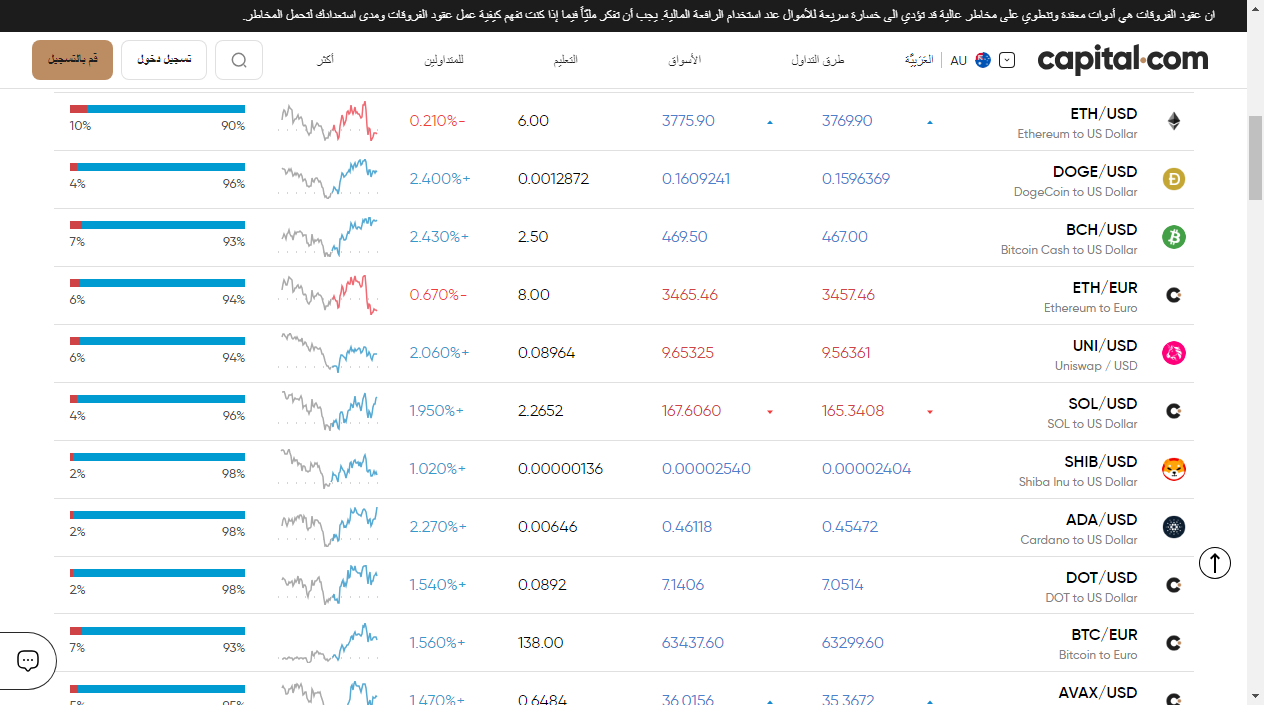 ان عقود الفروقات هي أدوات معقدة وتنطوي على مخاطر عالية قد تؤدي الى خسارة سريعة للأموال عند استخدام الرافعة المالية. يجب أن تفكر مليّاً فيما إذا كنت تفهم كيفية عمل عقود الفروقات ومدى استعدادك لتحمل المخاطر.
capital.com AU العَرَبِيَّة طرق التداول الأسواق التعليم للمتداولين أكثر تسجيل دخول قم بالتسجيل
ETH/USD 3769.90 3775.90 6.00 0.210%- 90% 10%
Ethereum to US Dollar
DOGE/USD 0.1596369 0.1609241 0.0012872 2.400%+ 96% 4%
DogeCoin to US Dollar
BCH/USD 467.00 469.50 2.50 2.430%+ 93% 7%
Bitcoin Cash to US Dollar
ETH/EUR 3457.46 3465.46 8.00 0.670%- 94% 6%
Ethereum to Euro
UNI/USD 9.56361 9.65325 0.08964 2.060%+ 94% 6%
Uniswap / USD
SOL/USD 165.3408 167.6060 2.2652 1.950%+ 96% 4%
SOL to US Dollar
SHIB/USD 0.00002404 0.00002540 0.00000136 1.020%+ 98% 2%
Shiba Inu to US Dollar
ADA/USD 0.45472 0.46118 0.00646 2.270%+ 98% 2%
Cardano to US Dollar
DOT/USD 7.0514 7.1406 0.0892 1.540%+ 98% 2%
DOT to US Dollar
BTC/EUR 63299.60 63437.60 138.00 1.560%+ 93% 7%
Bitcoin to Euro
AVAX/USD 35.3672 36.0156 0.6484 1.470%+ 95% 5%